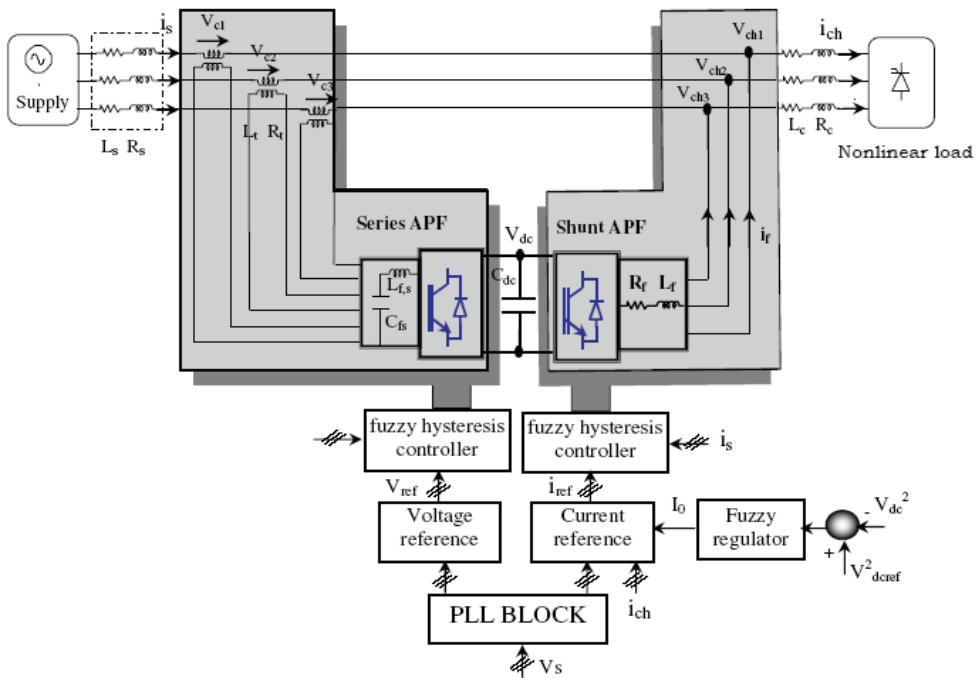 i_s
V_c1
V_c2
V_c3
V_ch1
V_ch2
V_ch3
i_ch
Supply
L_s R_s
L_t R_t
L_c R_c
Nonlinear load
Series APF
Shunt APF
V_dc
C_dc
i_f
L_f,s
C_fs
R_f L_f
fuzzy hysteresis
controller
fuzzy hysteresis
controller
i_s
V_ref
i_ref
I_0
V_dc^2
Voltage
reference
Current
reference
Fuzzy
regulator
-
+
V^2_dcref
i_ch
PLL BLOCK
Vs